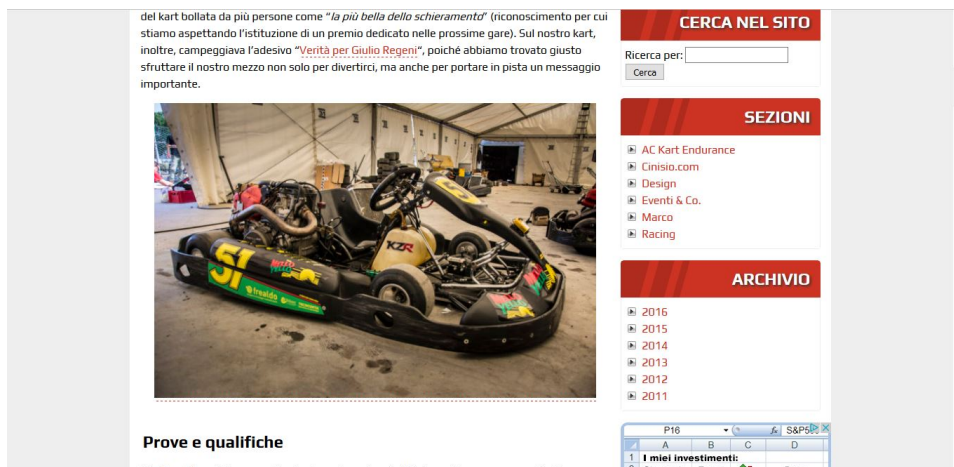 del kart bollata da più persone come “la più bella dello schieramento” (riconoscimento per cui
stiamo aspettando l’istituzione di un premio dedicato nelle prossime gare). Sul nostro kart,
inoltre, campeggiava l’adesivo “Verità per Giulio Regeni“, poiché abbiamo trovato giusto
sfruttare il nostro mezzo non solo per divertirci, ma anche per portare in pista un messaggio
importante.
51
KZR
trealdo
Prove e qualifiche
CERCA NEL SITO
Ricerca per:
Cerca
SEZIONI
AC Kart Endurance
Cinisio.com
Design
Eventi & Co.
Marco
Racing
ARCHIVIO
2016
2015
2014
2013
2012
2011
P16 fx S&P5
A B C D
1 I miei investimenti: